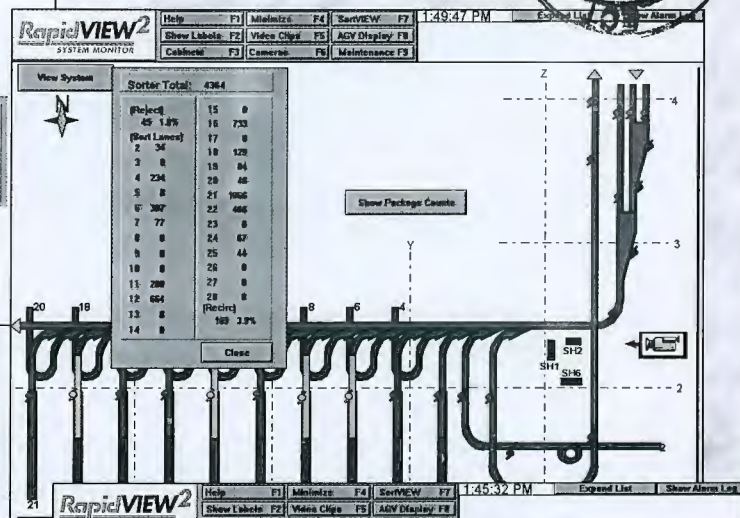 RapidVIEW2
SYSTEM MONITOR
Help F1 Minimize F4 SortVIEW F7
Show Labels F2 Video Clips F5 AGV Display F8
Cabinets F3 Cameras F6 Maintenance F9
1:49:47 PM
Expend List
Show Alarm Log
View System
N
Sorter Total: 4364
(Reject)
45 1.0%
(Sort Lanes)
2 34
3 0
4 234
5 0
6 307
7 77
8 0
9 0
10 0
11 280
12 664
13 0
14 0
15 0
16 733
17 0
18 129
19 84
20 46
21 1066
22 466
23 0
24 67
25 44
26 0
27 0
28 0
(Recirc)
169 3.9%
Close
Show Package Counts
Z
4
Y
3
20 18 8 6 4
SH2
SH1
SH6
2
21
RapidVIEW2
Help F1 Minimize F4 SortVIEW F7
Show Labels F2 Video Clips F5 AGV Display F8
1:45:32 PM
Expend List
Show Alarm Log